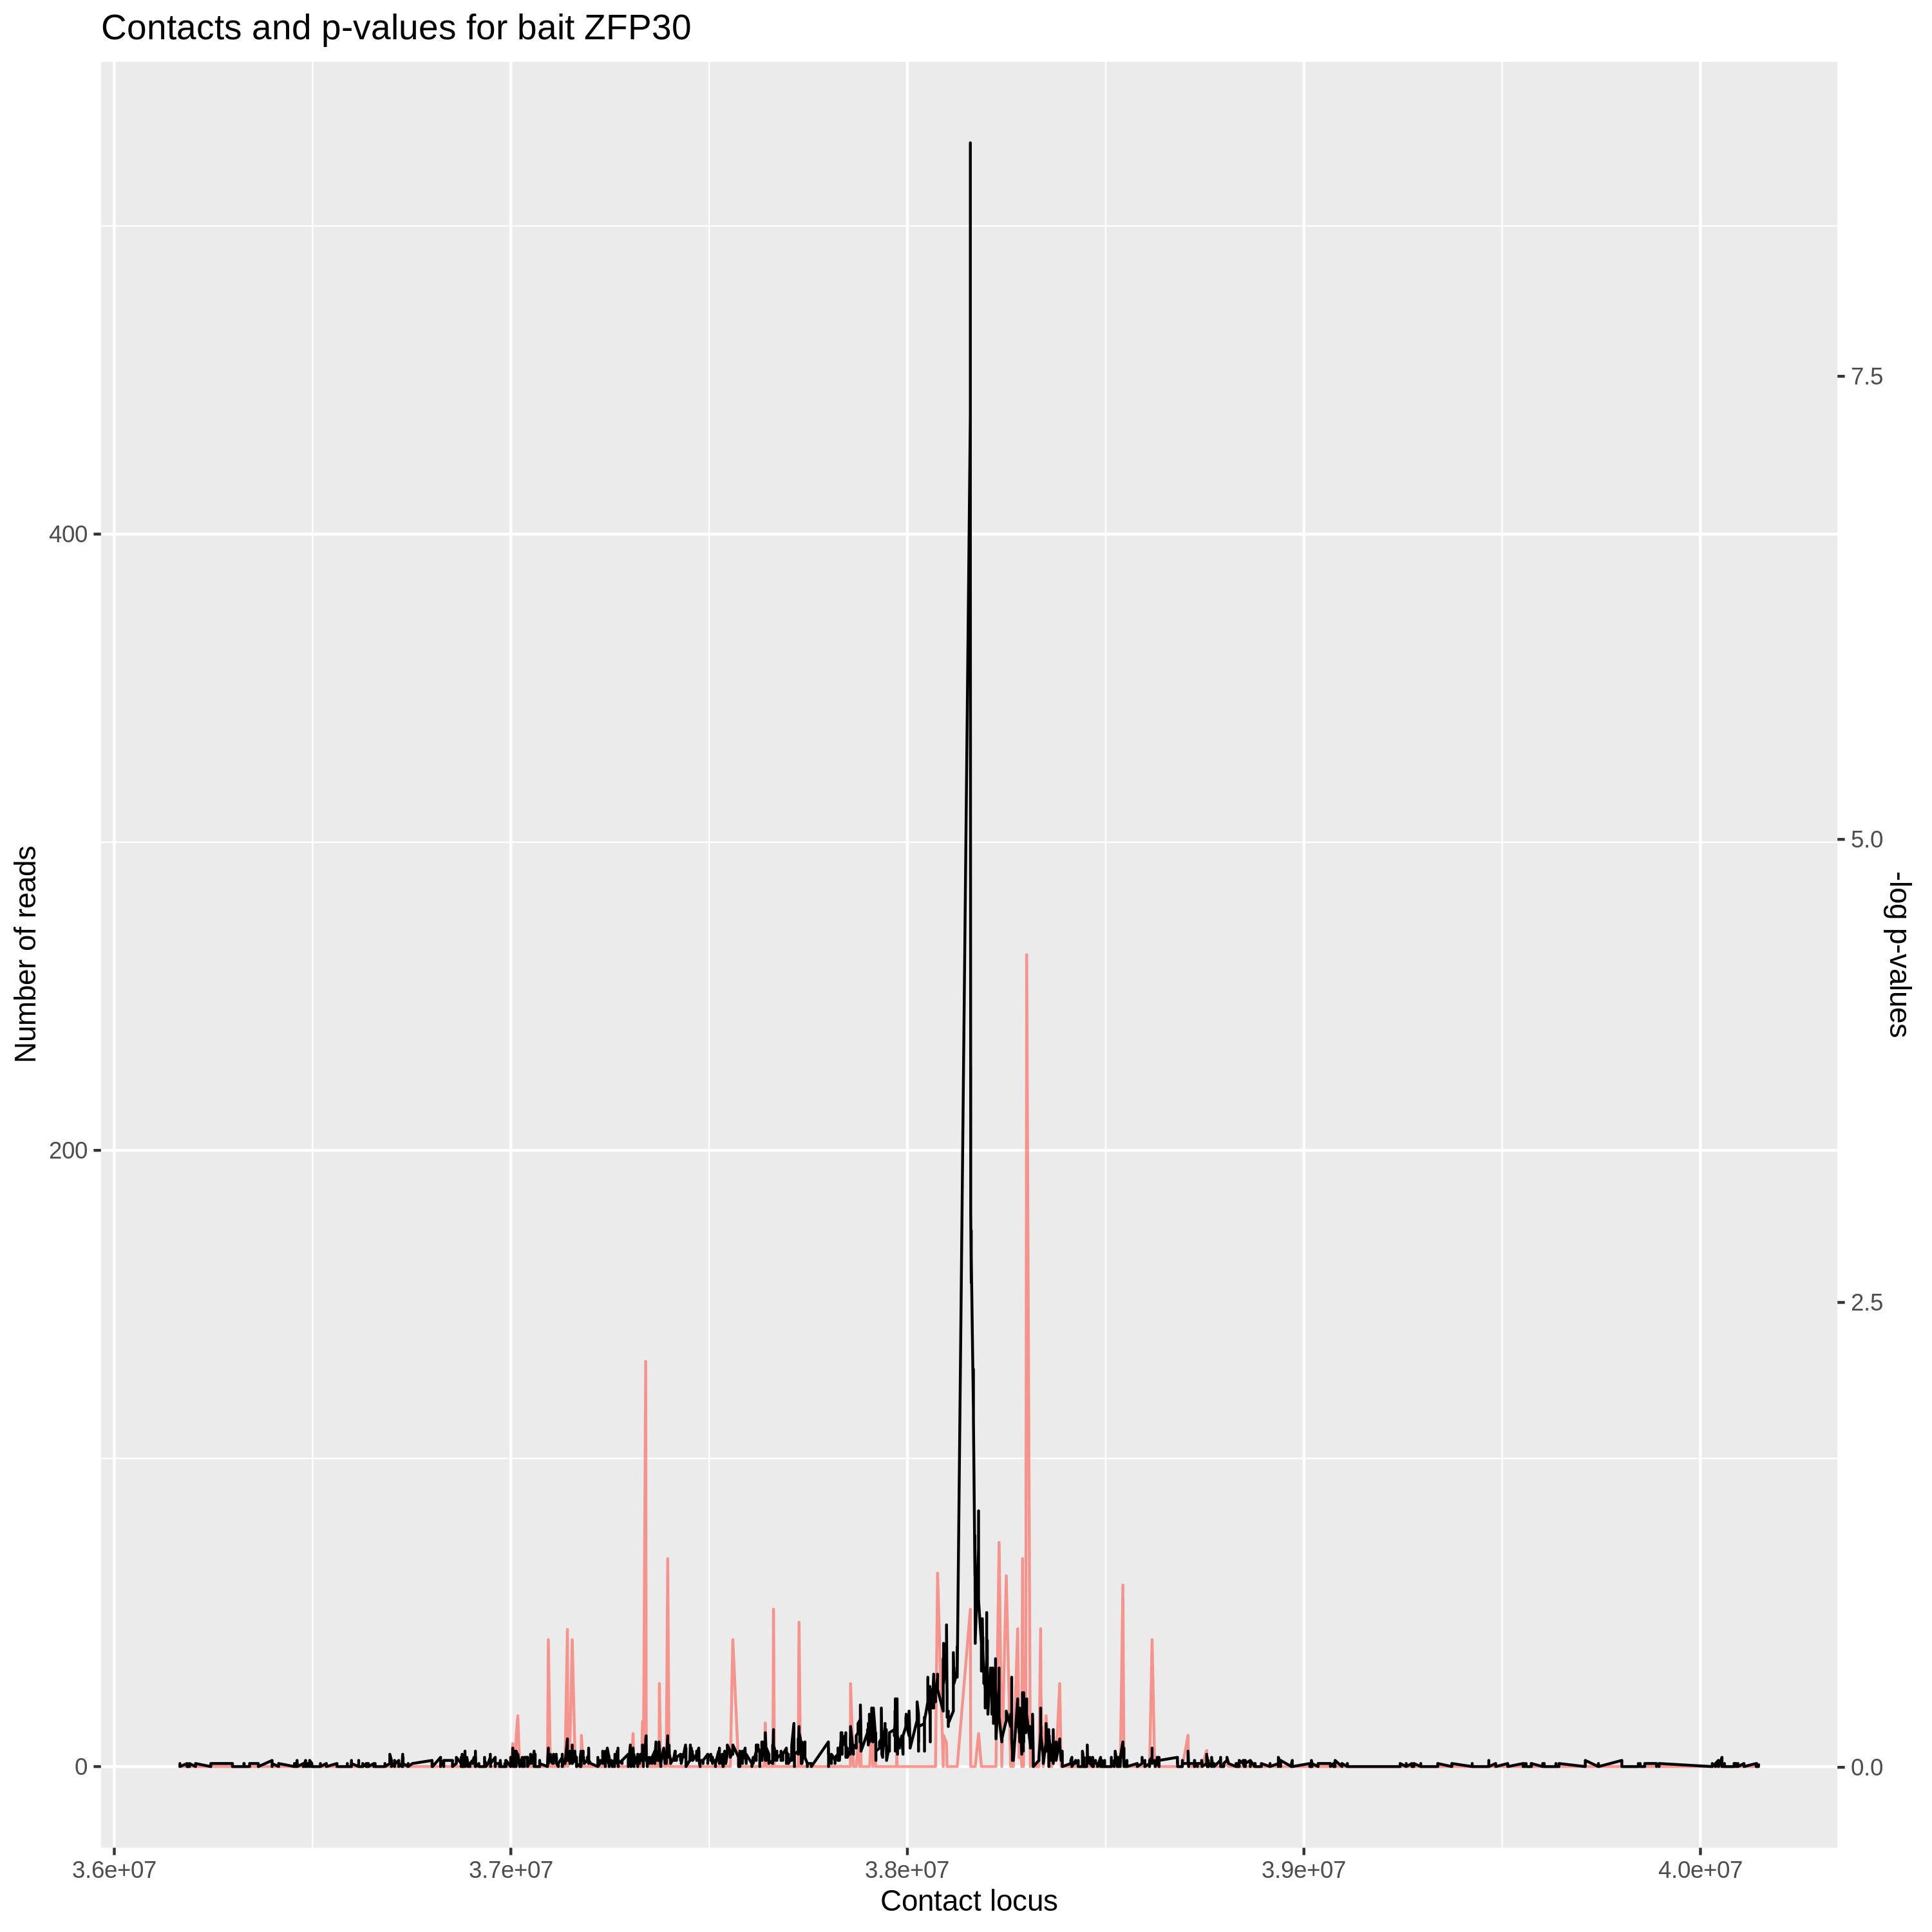 Contacts and p-values for bait ZFP30
Number of reads
400
200
0
7.5
5.0
2.5
0.0
-log p-values
3.6e+07 3.7e+07 3.8e+07 3.9e+07 4.0e+07
Contact locus